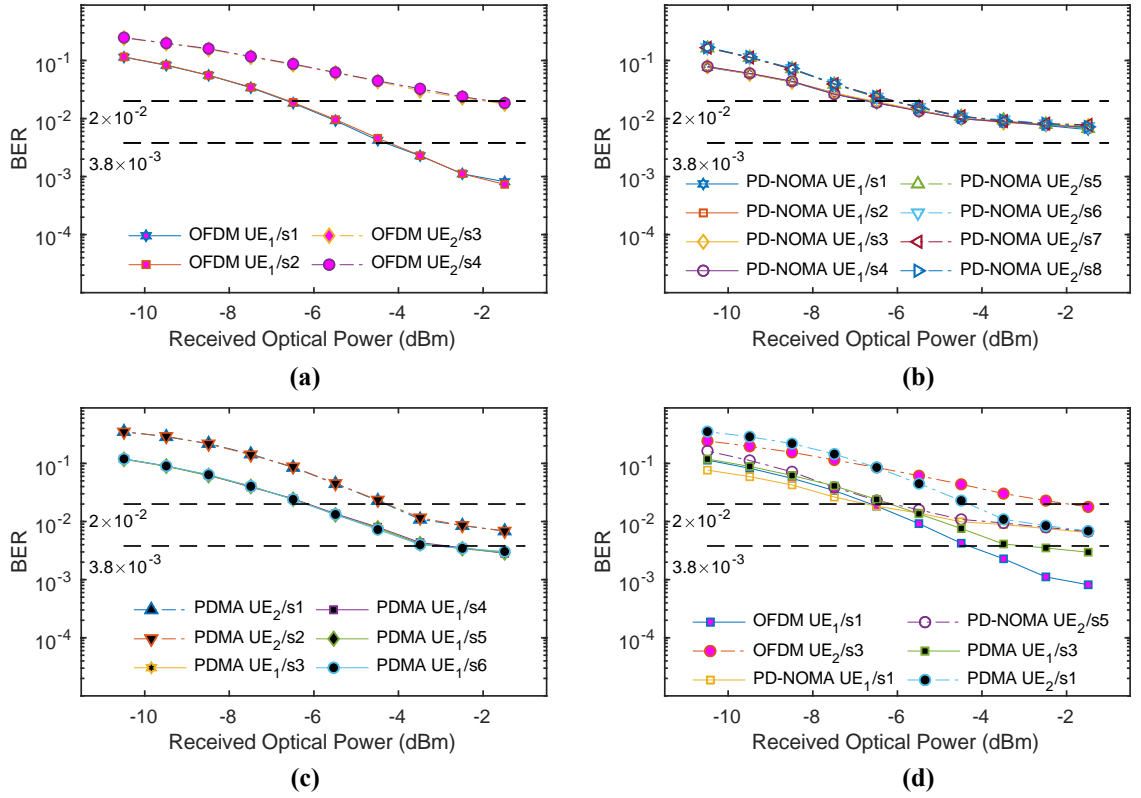 (a)
BER
10⁻¹
10⁻²
10⁻³
10⁻⁴
2×10⁻²
3.8×10⁻³
OFDM UE₁/s1
OFDM UE₂/s3
OFDM UE₁/s2
OFDM UE₂/s4
-10 -8 -6 -4 -2
Received Optical Power (dBm)
(b)
BER
10⁻¹
10⁻²
10⁻³
10⁻⁴
2×10⁻²
3.8×10⁻³
PD-NOMA UE₁/s1
PD-NOMA UE₂/s5
PD-NOMA UE₁/s2
PD-NOMA UE₂/s6
PD-NOMA UE₁/s3
PD-NOMA UE₂/s7
PD-NOMA UE₁/s4
PD-NOMA UE₂/s8
-10 -8 -6 -4 -2
Received Optical Power (dBm)
(c)
BER
10⁻¹
10⁻²
10⁻³
10⁻⁴
2×10⁻²
3.8×10⁻³
PDMA UE₂/s1
PDMA UE₁/s4
PDMA UE₂/s2
PDMA UE₁/s5
PDMA UE₁/s3
PDMA UE₁/s6
-10 -8 -6 -4 -2
Received Optical Power (dBm)
(d)
BER
10⁻¹
10⁻²
10⁻³
10⁻⁴
2×10⁻²
3.8×10⁻³
OFDM UE₁/s1
PD-NOMA UE₂/s5
OFDM UE₂/s3
PDMA UE₁/s3
PD-NOMA UE₁/s1
PDMA UE₂/s1
-10 -8 -6 -4 -2
Received Optical Power (dBm)